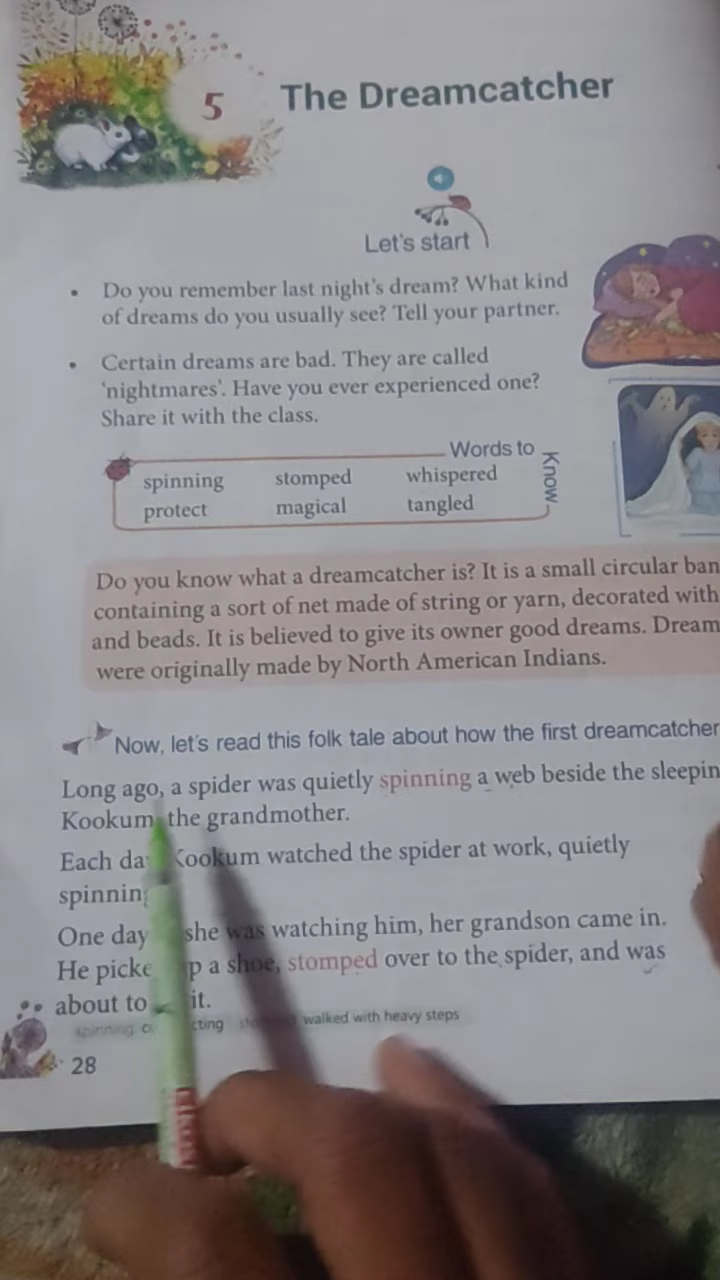 5
The Dreamcatcher
Let's start
• Do you remember last night's dream? What kind
of dreams do you usually see? Tell your partner.
• Certain dreams are bad. They are called
'nightmares'. Have you ever experienced one?
Share it with the class.
Words to Know
spinning stomped whispered
protect magical tangled
Do you know what a dreamcatcher is? It is a small circular
containing a sort of net made of string or yarn, decorated with
and beads. It is believed to give its owner good dreams.
were originally made by North American Indians.
Now, let's read this folk tale about how the first dreamcatcher
Long ago, a spider was quietly spinning a web beside the
Kookum, the grandmother.
Each Kookum watched the spider at work, quietly
One day she was watching him, her grandson came in.
He a shoe, stomped over to the spider, and was
about to it.
spinning walked with heavy steps
28